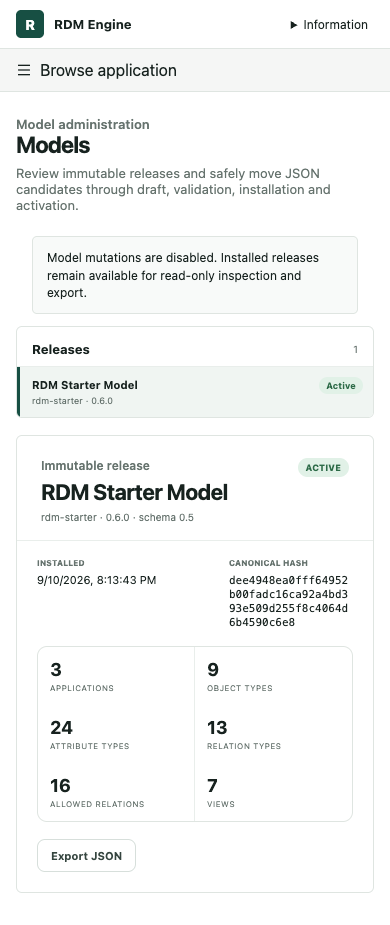 R RDM Engine ▶ Information
☰ Browse application
Model administration
Models
Review immutable releases and safely move JSON
candidates through draft, validation, installation and
activation.
Model mutations are disabled. Installed releases
remain available for read-only inspection and
export.
Releases 1
RDM Starter Model Active
rdm-starter · 0.6.0
Immutable release ACTIVE
RDM Starter Model
rdm-starter · 0.6.0 · schema 0.5
INSTALLED CANONICAL HASH
9/10/2026, 8:13:43 PM dee4948ea0fff64952
b00fadc16ca92a4bd3
93e509d255f8c4064d
6b4590c6e8
3 9
APPLICATIONS OBJECT TYPES
24 13
ATTRIBUTE TYPES RELATION TYPES
16 7
ALLOWED RELATIONS VIEWS
Export JSON